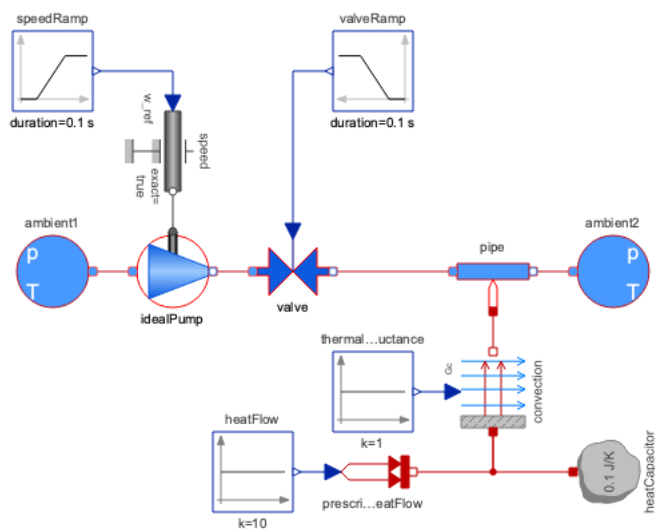 speedRamp
valveRamp
duration=0.1 s
duration=0.1 s
w_ref
speed
exact=
true
ambient1
ambient2
p
T
p
T
pipe
idealPump
valve
thermal...uctance
Gc
convection
k=1
heatFlow
prescri...eatFlow
k=10
0.1 J/K
heatCapacitor